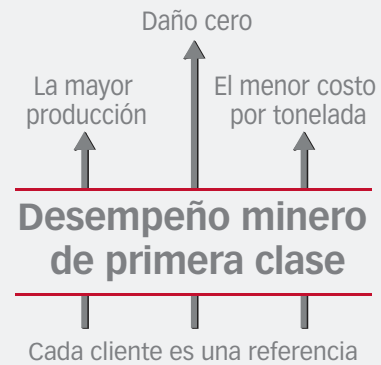 Daño cero
La mayor
producción
El menor costo
por tonelada
Desempeño minero
de primera clase
Cada cliente es una referencia